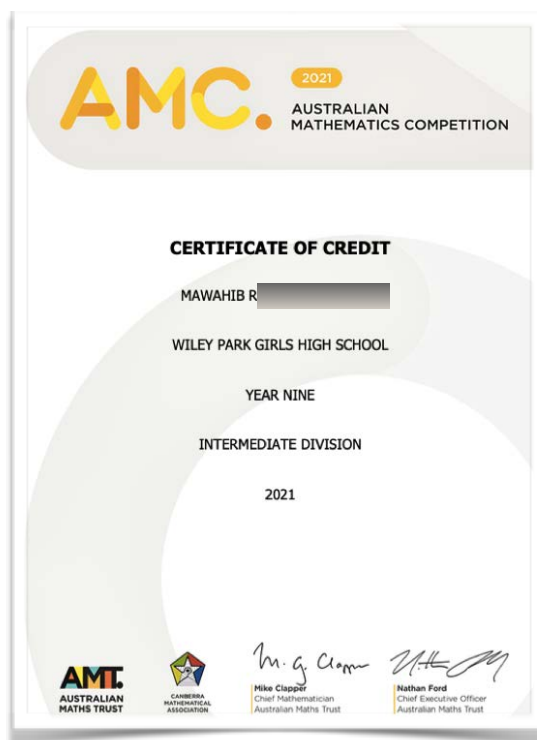 AMC.
2021
AUSTRALIAN
MATHEMATICS COMPETITION
CERTIFICATE OF CREDIT
MAWAHIB R
WILEY PARK GIRLS HIGH SCHOOL
YEAR NINE
INTERMEDIATE DIVISION
2021
AMT.
AUSTRALIAN
MATHS TRUST
CANBERRA
MATHEMATICAL
ASSOCIATION
M. G. Clapper
Mike Clapper
Chief Mathematician
Australian Maths Trust
Nathan Ford
Chief Executive Officer
Australian Maths Trust